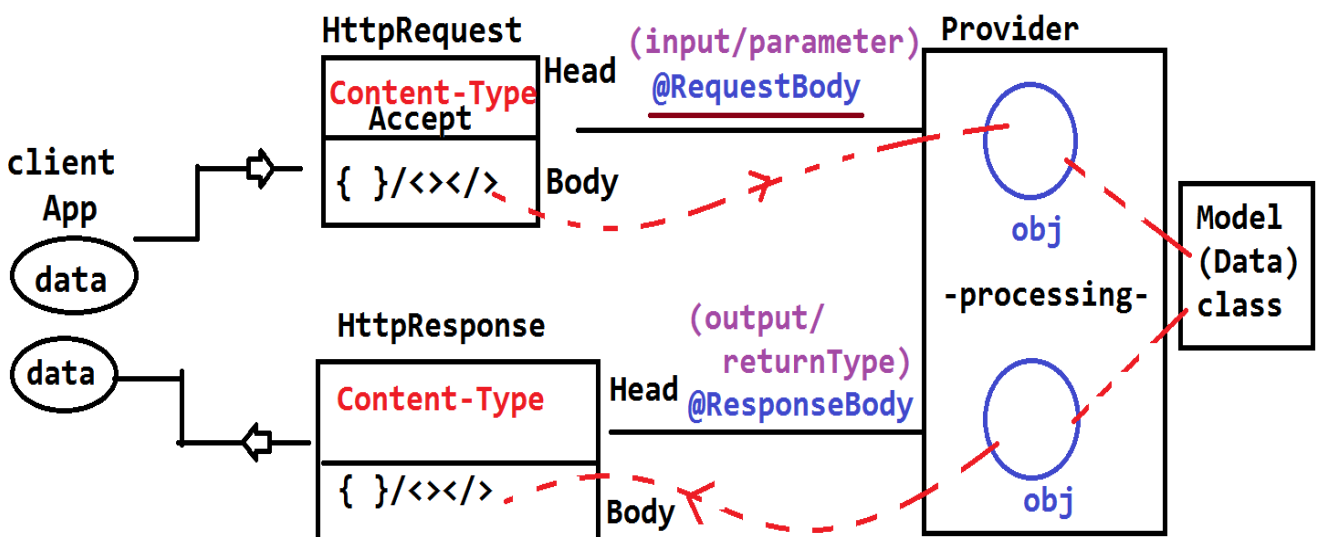 HttpRequest
(input/parameter)
Provider
Head
@RequestBody
Content-Type
Accept
client
App
{ }/<></>
Body
data
obj
Model
(Data)
class
-processing-
HttpResponse
(output/
returnType)
data
Head
@ResponseBody
Content-Type
{ }/<></>
Body
obj